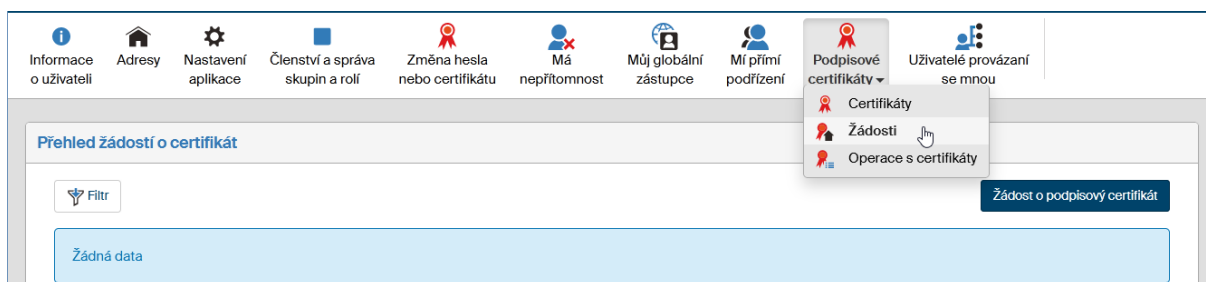 Informace
o uživateli
Adresy
Nastavení
aplikace
Členství a správa
skupin a rolí
Změna hesla
nebo certifikátu
Má
nepřítomnost
Můj globální
zástupce
Mí přímí
podřízení
Podpisové
certifikáty
Uživatelé provázaní
se mnou
Certifikáty
Žádosti
Operace s certifikáty
Přehled žádostí o certifikát
Filtr
Žádost o podpisový certifikát
Žádná data